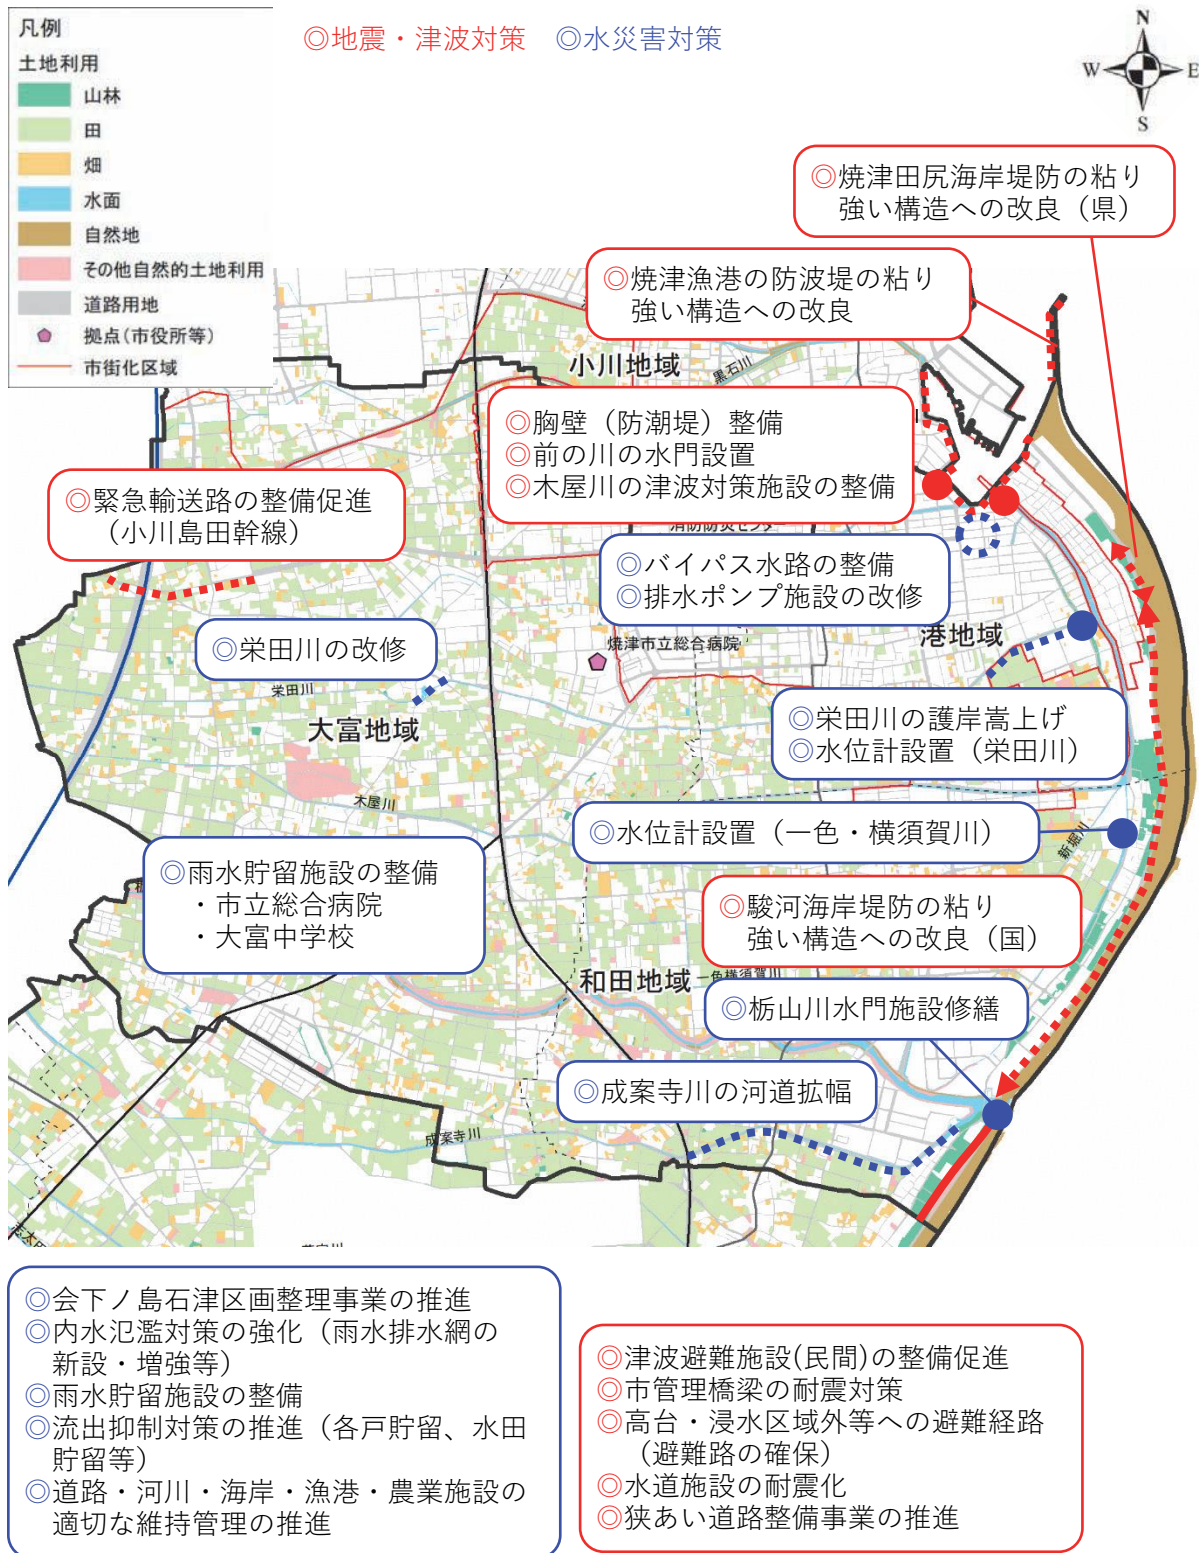 凡例
土地利用
山林
田
畑
水面
自然地
その他自然的土地利用
道路用地
拠点(市役所等)
市街化区域
◎地震・津波対策 ◎水災害対策
N
W E
S
◎焼津田尻海岸堤防の粘り
強い構造への改良（県）
◎焼津漁港の防波堤の粘り
強い構造への改良
小川地域
黒石川
◎胸壁（防潮堤）整備
◎前の川の水門設置
◎木屋川の津波対策施設の整備
◎緊急輸送路の整備促進
（小川島田幹線）
消防防災センター
◎バイパス水路の整備
◎排水ポンプ施設の改修
◎栄田川の改修
焼津市立総合病院
港地域
栄田川
大富地域
◎栄田川の護岸嵩上げ
◎水位計設置（栄田川）
木屋川
◎水位計設置（一色・横須賀川）
新堀川
◎雨水貯留施設の整備
・市立総合病院
・大富中学校
◎駿河海岸堤防の粘り
強い構造への改良（国）
和田地域
一色横須賀川
◎栃山川水門施設修繕
◎成案寺川の河道拡幅
成案寺川
◎会下ノ島石津区画整理事業の推進
◎内水氾濫対策の強化（雨水排水網の
新設・増強等）
◎雨水貯留施設の整備
◎流出抑制対策の推進（各戸貯留、水田
貯留等）
◎道路・河川・海岸・漁港・農業施設の
適切な維持管理の推進
◎津波避難施設(民間)の整備促進
◎市管理橋梁の耐震対策
◎高台・浸水区域外等への避難経路
（避難路の確保）
◎水道施設の耐震化
◎狭あい道路整備事業の推進